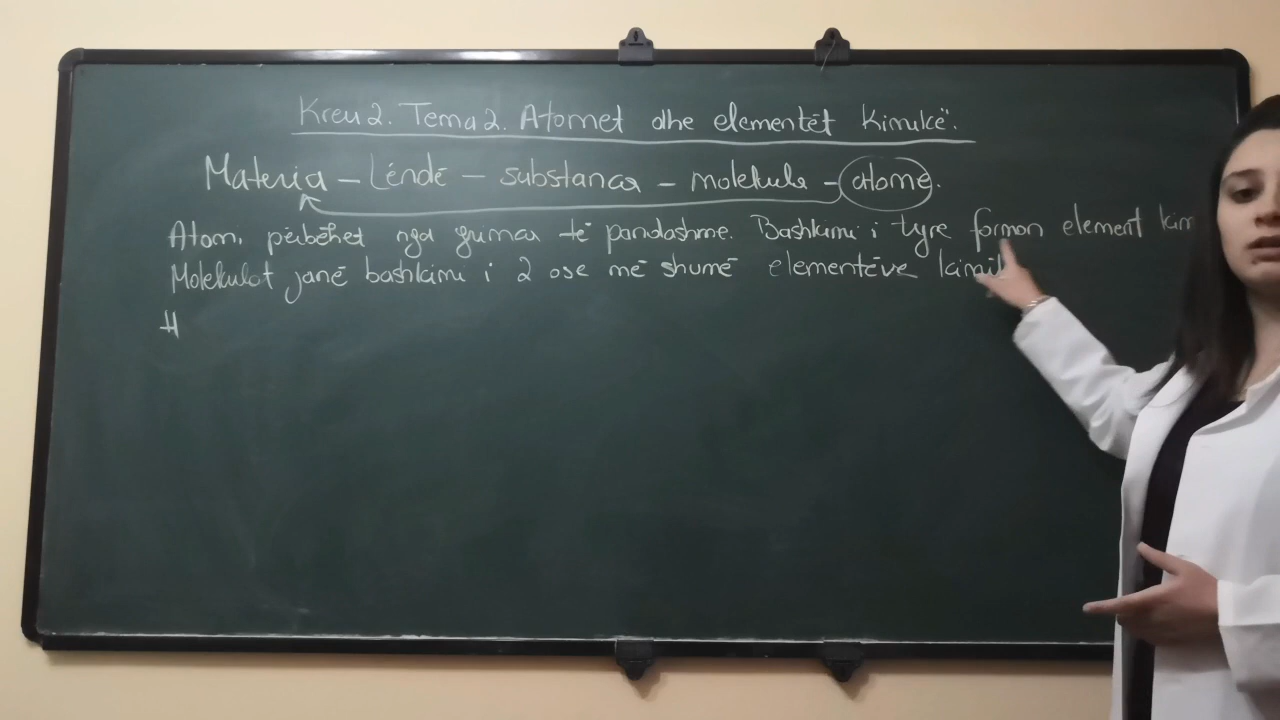 Kreu 2. Tema 2. Atomet dhe elementët Kimikë.
Materia - Lëndë - substanca - molekula - atome.
Atom, përbëhet nga grimca të pandashme. Bashkimi i tyre formon element kim
Molekulat janë bashkimi i 2 ose më shumë elementëve kimik
H